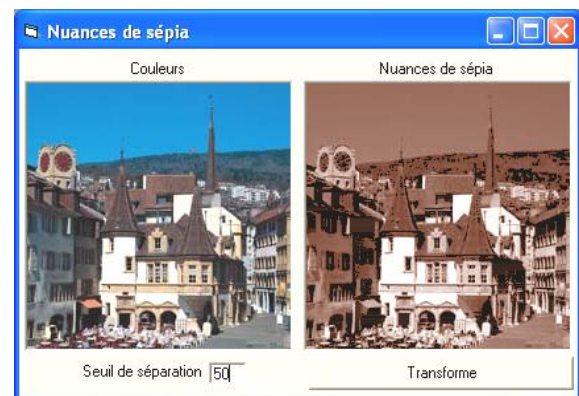 Nuances de sépia
Couleurs Nuances de sépia
Seuil de séparation 50 Transforme